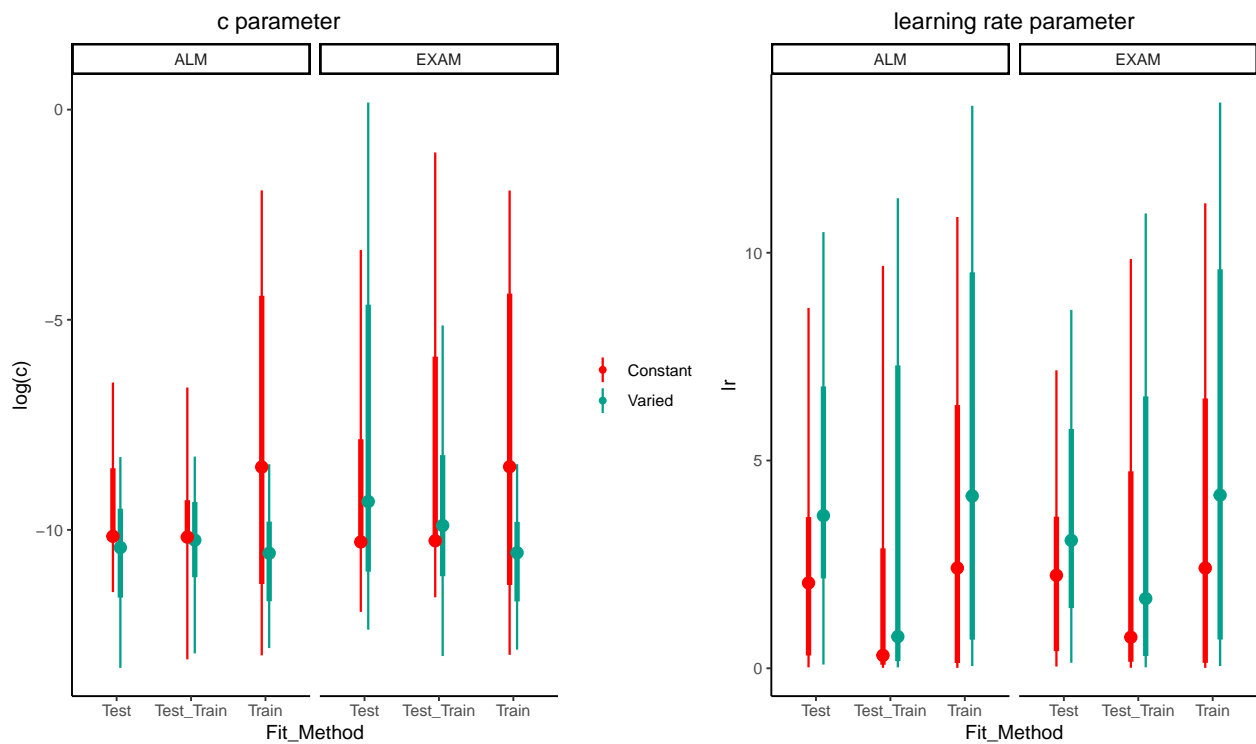 c parameter
ALM
EXAM
0
−5
−10
log(c)
Test
Test_Train
Train
Test
Test_Train
Train
Fit_Method
Constant
Varied
learning rate parameter
ALM
EXAM
10
5
0
lr
Test
Test_Train
Train
Test
Test_Train
Train
Fit_Method